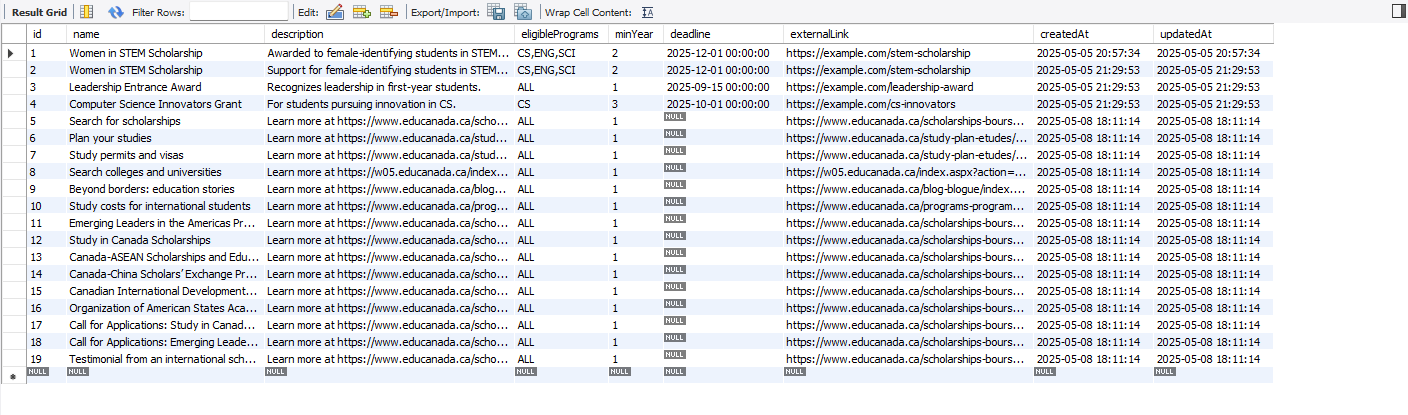 Result Grid Filter Rows: Edit: Export/Import: Wrap Cell Content: IA
id name description eligiblePrograms minYear deadline externalLink createdAt updatedAt
1 Women in STEM Scholarship Awarded to female-identifying students in STEM... CS,ENG,SCI 2 2025-12-01 00:00:00 https://example.com/stem-scholarship 2025-05-05 20:57:34 2025-05-05 20:57:34
2 Women in STEM Scholarship Support for female-identifying students in STEM... CS,ENG,SCI 2 2025-12-01 00:00:00 https://example.com/stem-scholarship 2025-05-05 21:29:53 2025-05-05 21:29:53
3 Leadership Entrance Award Recognizes leadership in first-year students. ALL 1 2025-09-15 00:00:00 https://example.com/leadership-award 2025-05-05 21:29:53 2025-05-05 21:29:53
4 Computer Science Innovators Grant For students pursuing innovation in CS. CS 3 2025-10-01 00:00:00 https://example.com/cs-innovators 2025-05-05 21:29:53 2025-05-05 21:29:53
5 Search for scholarships Learn more at https://www.educanada.ca/scho... ALL 1 NULL https://www.educanada.ca/scholarships-bours... 2025-05-08 18:11:14 2025-05-08 18:11:14
6 Plan your studies Learn more at https://www.educanada.ca/stud... ALL 1 NULL https://www.educanada.ca/study-plan-etudes/... 2025-05-08 18:11:14 2025-05-08 18:11:14
7 Study permits and visas Learn more at https://www.educanada.ca/stud... ALL 1 NULL https://www.educanada.ca/study-plan-etudes/... 2025-05-08 18:11:14 2025-05-08 18:11:14
8 Search colleges and universities Learn more at https://w05.educanada.ca/index... ALL 1 NULL https://w05.educanada.ca/index.aspx?action=... 2025-05-08 18:11:14 2025-05-08 18:11:14
9 Beyond borders: education stories Learn more at https://www.educanada.ca/blog... ALL 1 NULL https://www.educanada.ca/blog-blogue/index.... 2025-05-08 18:11:14 2025-05-08 18:11:14
10 Study costs for international students Learn more at https://www.educanada.ca/prog... ALL 1 NULL https://www.educanada.ca/programs-program... 2025-05-08 18:11:14 2025-05-08 18:11:14
11 Emerging Leaders in the Americas Pr... Learn more at https://www.educanada.ca/scho... ALL 1 NULL https://www.educanada.ca/scholarships-bours... 2025-05-08 18:11:14 2025-05-08 18:11:14
12 Study in Canada Scholarships Learn more at https://www.educanada.ca/scho... ALL 1 NULL https://www.educanada.ca/scholarships-bours... 2025-05-08 18:11:14 2025-05-08 18:11:14
13 Canada-ASEAN Scholarships and Edu... Learn more at https://www.educanada.ca/scho... ALL 1 NULL https://www.educanada.ca/scholarships-bours... 2025-05-08 18:11:14 2025-05-08 18:11:14
14 Canada-China Scholars’ Exchange Pr... Learn more at https://www.educanada.ca/scho... ALL 1 NULL https://www.educanada.ca/scholarships-bours... 2025-05-08 18:11:14 2025-05-08 18:11:14
15 Canadian International Development... Learn more at https://www.educanada.ca/scho... ALL 1 NULL https://www.educanada.ca/scholarships-bours... 2025-05-08 18:11:14 2025-05-08 18:11:14
16 Organization of American States Aca... Learn more at https://www.educanada.ca/scho... ALL 1 NULL https://www.educanada.ca/scholarships-bours... 2025-05-08 18:11:14 2025-05-08 18:11:14
17 Call for Applications: Study in Canad... Learn more at https://www.educanada.ca/scho... ALL 1 NULL https://www.educanada.ca/scholarships-bours... 2025-05-08 18:11:14 2025-05-08 18:11:14
18 Call for Applications: Emerging Leade... Learn more at https://www.educanada.ca/scho... ALL 1 NULL https://www.educanada.ca/scholarships-bours... 2025-05-08 18:11:14 2025-05-08 18:11:14
19 Testimonial from an international sch... Learn more at https://www.educanada.ca/scho... ALL 1 NULL https://www.educanada.ca/scholarships-bours... 2025-05-08 18:11:14 2025-05-08 18:11:14
NULL NULL NULL NULL NULL NULL NULL NULL NULL